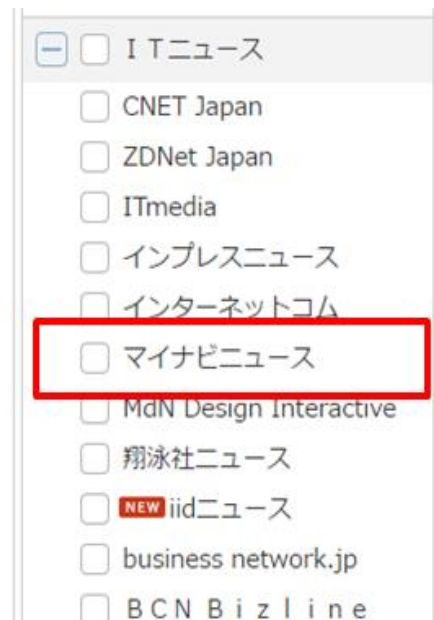 ＩＴニュース
CNET Japan
ZDNet Japan
ITmedia
インプレスニュース
インターネットコム
マイナビニュース
MdN Design Interactive
翔泳社ニュース
NEW iidニュース
business network.jp
ＢＣＮ Ｂｉｚｌｉｎｅ